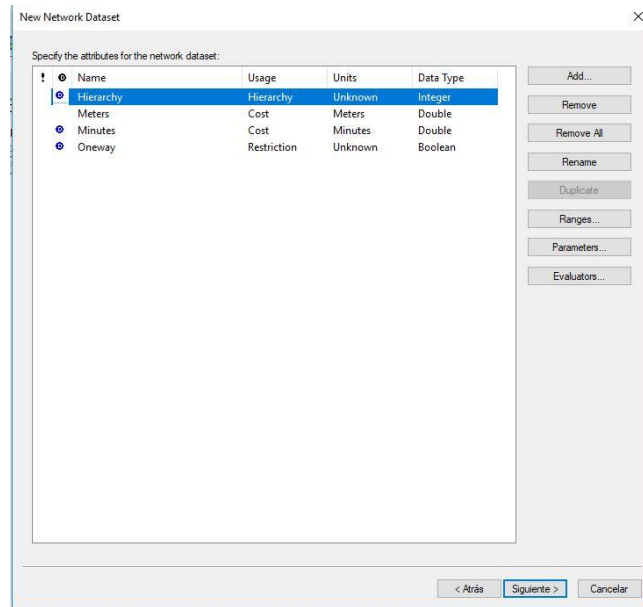 New Network Dataset
Specify the attributes for the network dataset:
! Name Usage Units Data Type
Hierarchy Hierarchy Unknown Integer
Meters Cost Meters Double
Minutes Cost Minutes Double
Oneway Restriction Unknown Boolean
Add...
Remove
Remove All
Rename
Duplicate
Ranges...
Parameters...
Evaluators...
< Atrás Siguiente > Cancelar